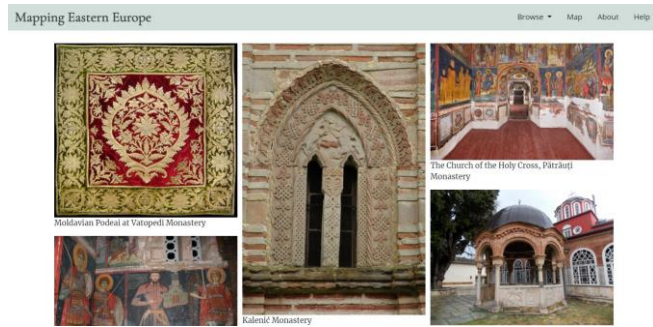 Mapping Eastern Europe
Browse Map About Help
Moldavian Podeai at Vatopedi Monastery
Kalenić Monastery
The Church of the Holy Cross, Pătrăuți
Monastery